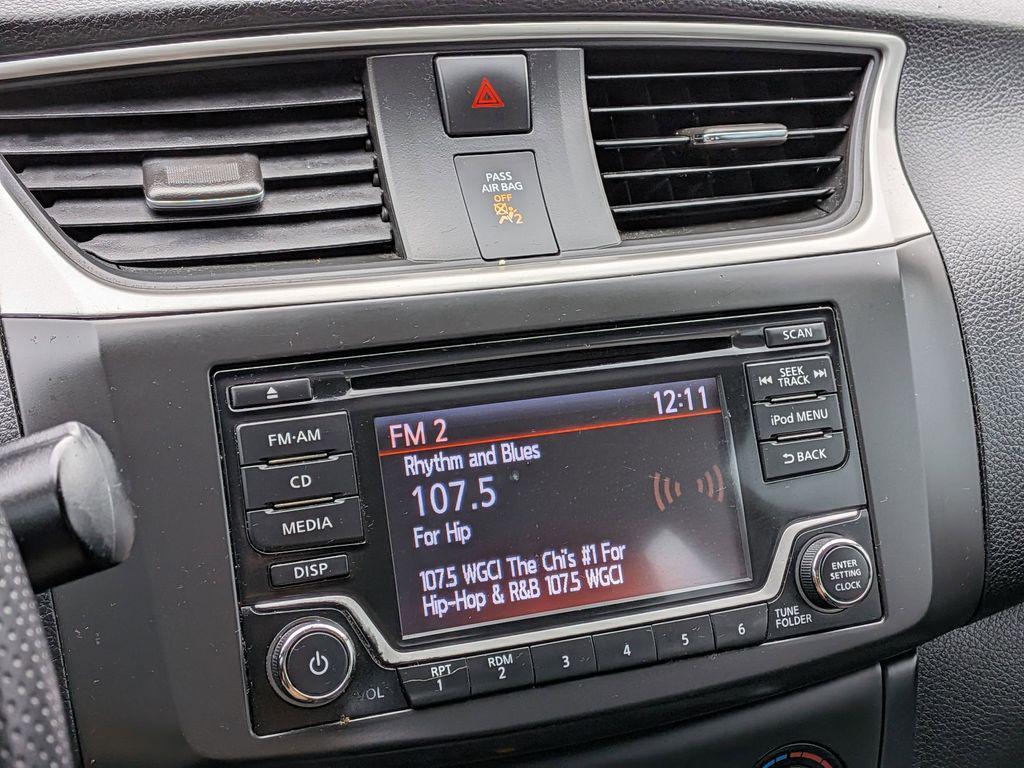 PASS
AIR BAG
OFF
2
SCAN
SEEK
TRACK
iPod MENU
BACK
FM·AM
CD
MEDIA
DISP
FM 2
12:11
Rhythm and Blues
107.5
For Hip
107.5 WGCI The Chi's #1 For
Hip-Hop & R&B 107.5 WGCI
ENTER
SETTING
CLOCK
TUNE
FOLDER
VOL
RPT
1
RDM
2
3
4
5
6